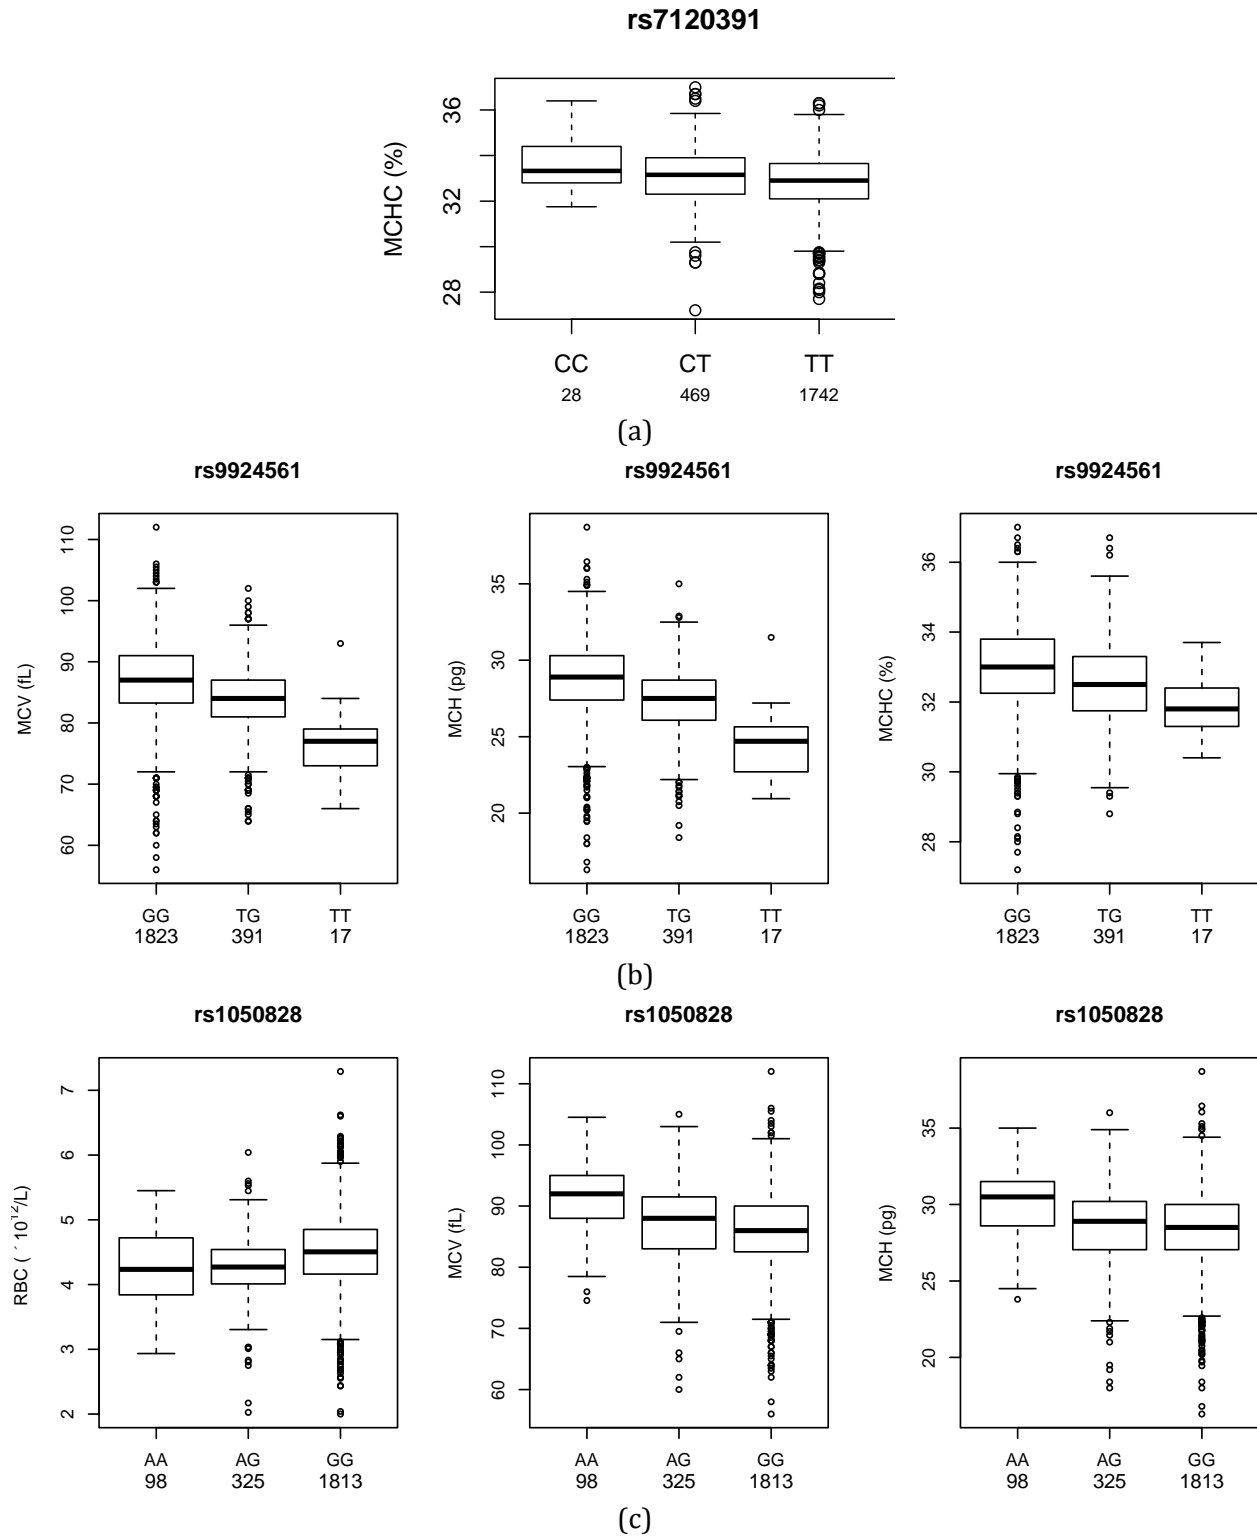 rs7120391
MCHC (%)
36
32
28
CC CT TT
28 469 1742
(a)
rs9924561 rs9924561 rs9924561
MCV (fL)
110
100
90
80
70
60
GG TG TT
1823 391 17
MCH (pg)
35
30
25
20
GG TG TT
1823 391 17
MCHC (%)
36
34
32
30
28
GG TG TT
1823 391 17
(b)
rs1050828 rs1050828 rs1050828
RBC (´10¹²/L)
7
6
5
4
3
2
AA AG GG
98 325 1813
MCV (fL)
110
100
90
80
70
60
AA AG GG
98 325 1813
MCH (pg)
35
30
25
20
AA AG GG
98 325 1813
(c)